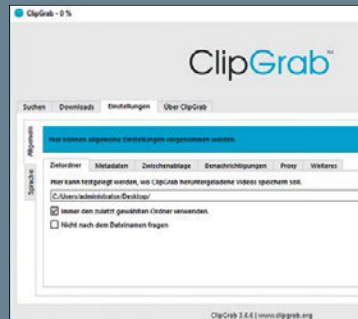 ClipGrab - 0 %
ClipGrab™
Suchen Downloads Einstellungen Über ClipGrab
Allgemein
Sprache
Hier können allgemeine Einstellungen vorgenommen werden.
Zielordner Metadaten Zwischenablage Benachrichtigungen Proxy Weiteres
Hier kann festgelegt werden, wo ClipGrab heruntergeladene Videos speichern soll.
C:/Users/administrator/Desktop/
Immer den zuletzt gewählten Ordner verwenden.
Nicht nach dem Dateinamen fragen
ClipGrab 3.6.6 | www.clipgrab.org